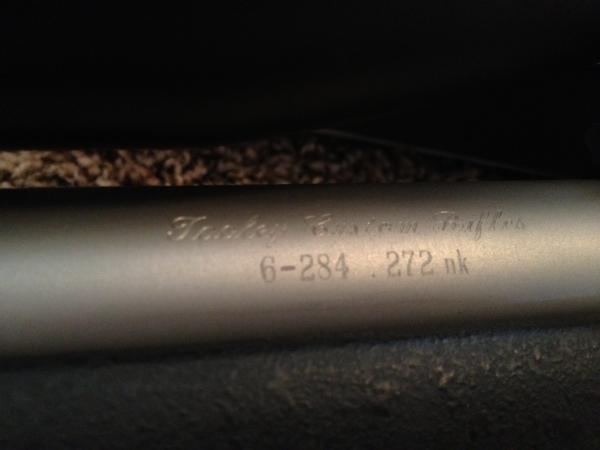 Tooley Custom Rifles
6-284 .272 nk